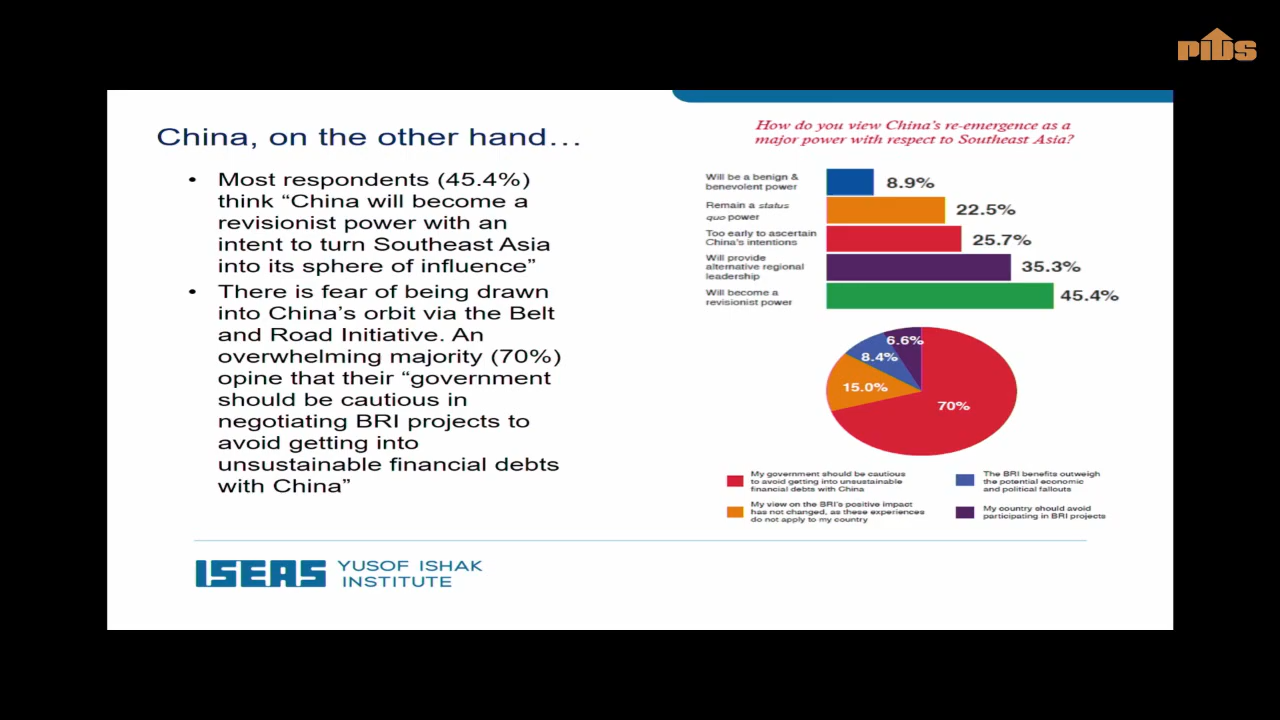 PIDS
China, on the other hand…
• Most respondents (45.4%)
think “China will become a
revisionist power with an
intent to turn Southeast Asia
into its sphere of influence”
• There is fear of being drawn
into China’s orbit via the Belt
and Road Initiative. An
overwhelming majority (70%)
opine that their “government
should be cautious in
negotiating BRI projects to
avoid getting into
unsustainable financial debts
with China”
How do you view China’s re-emergence as a
major power with respect to Southeast Asia?
Will be a benign &
benevolent power
8.9%
Remain a status
quo power
22.5%
Too early to ascertain
China’s intentions
25.7%
Will provide
alternative regional
leadership
35.3%
Will become a
revisionist power
45.4%
6.6%
8.4%
15.0%
70%
My government should be cautious
to avoid getting into unsustainable
financial debts with China
The BRI benefits outweigh
the potential economic
and political fallouts
My view on the BRI’s positive impact
has not changed, as these experiences
do not apply to my country
My country should avoid
participating in BRI projects
ISEAS YUSOF ISHAK
INSTITUTE